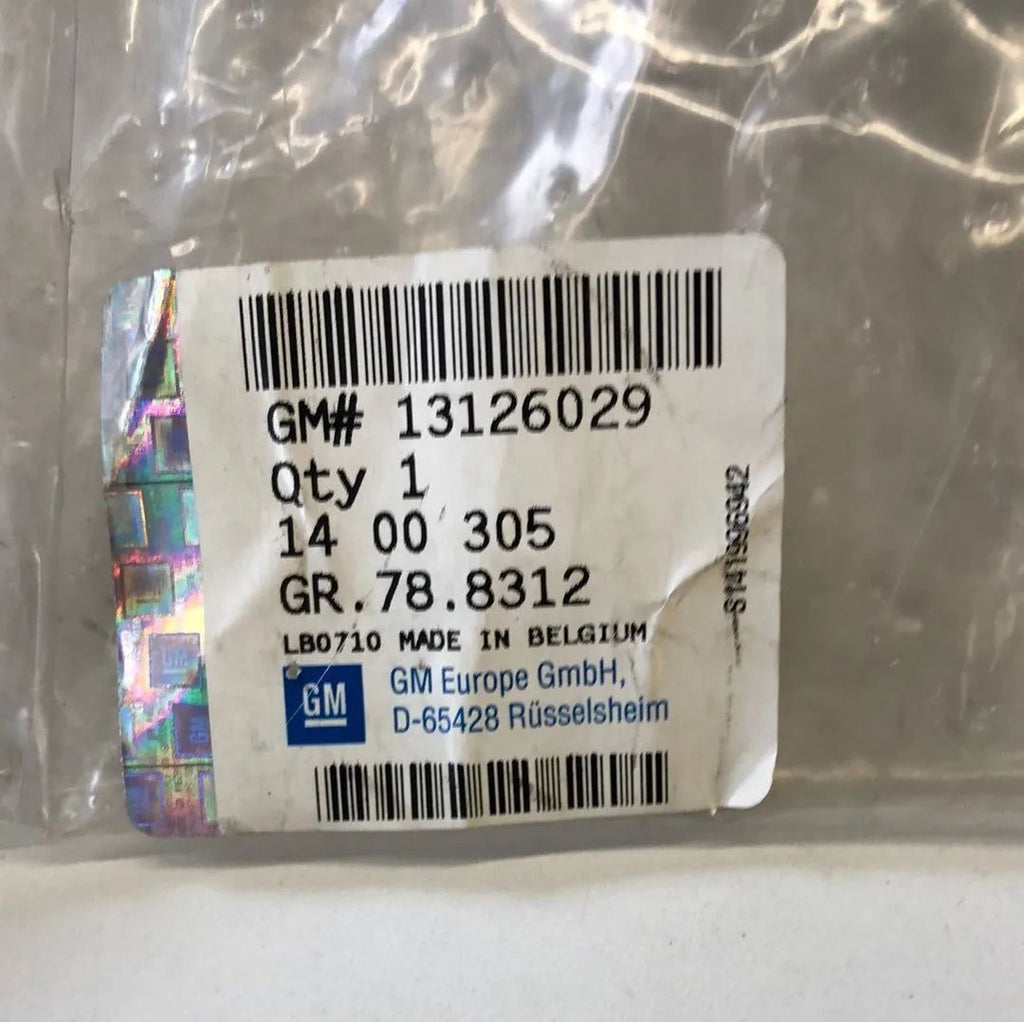 GM# 13126029
Qty 1
14 00 305
GR.78.8312
LB0710 MADE IN BELGIUM
GM
GM Europe GmbH,
D-65428 Rüsselsheim